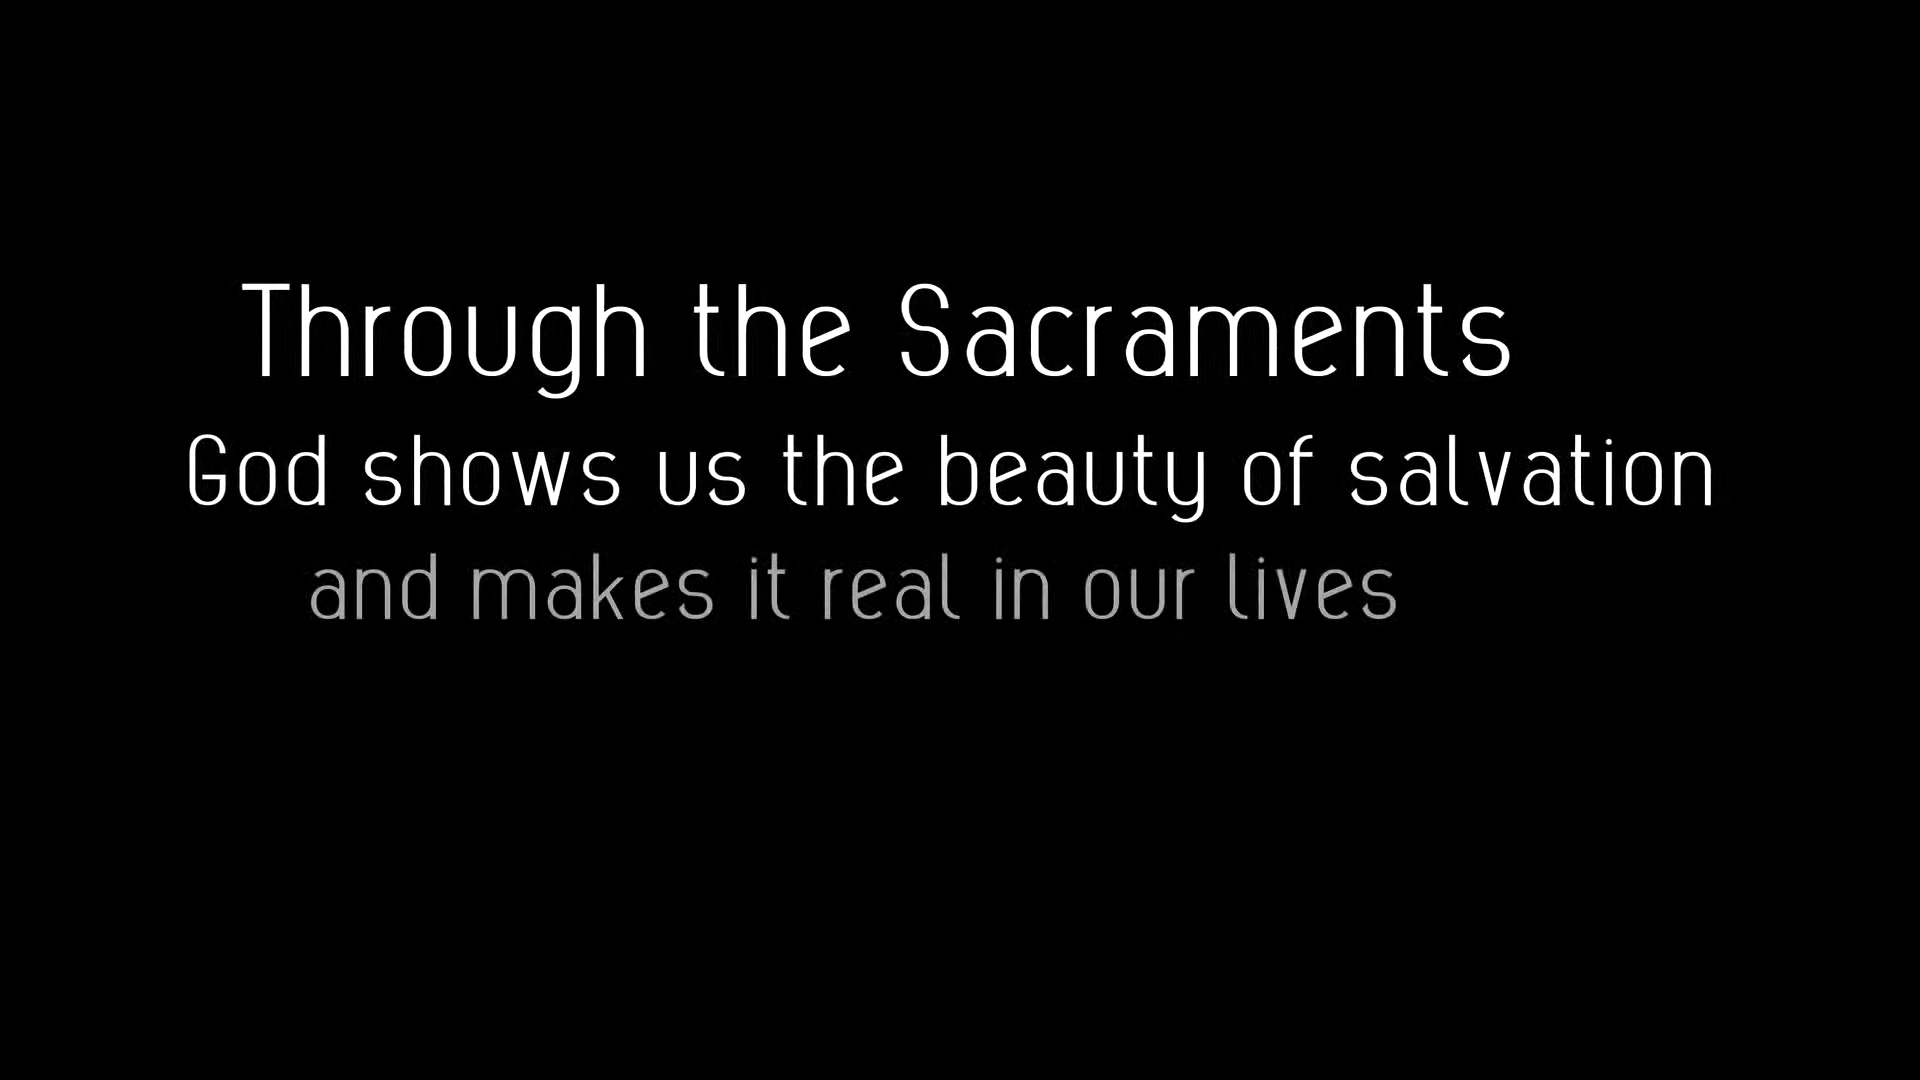 Through the Sacraments
God shows us the beauty of salvation
and makes it real in our lives